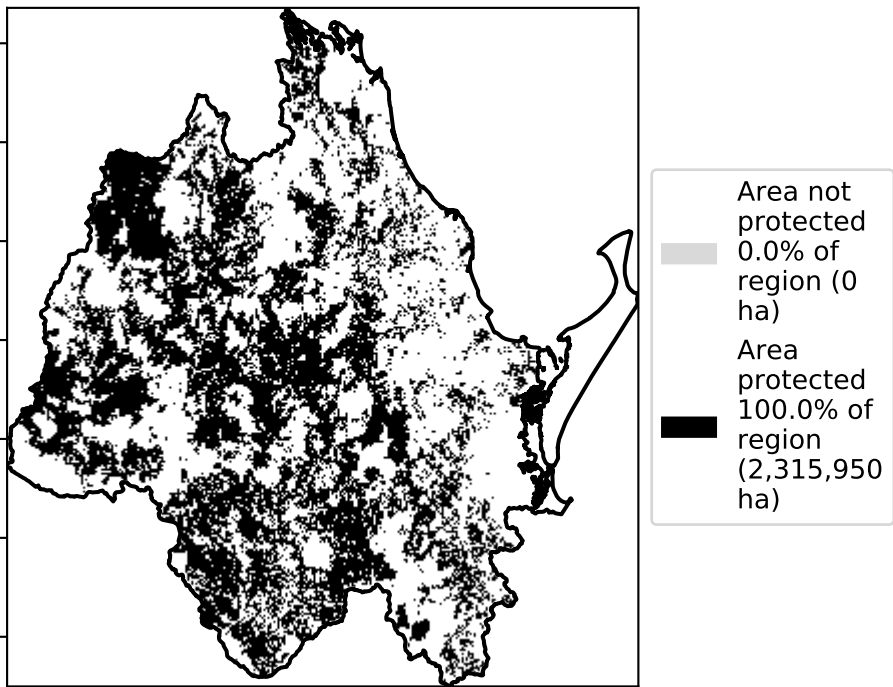 Area not
protected
0.0% of
region (0
ha)
Area
protected
100.0% of
region
(2,315,950
ha)